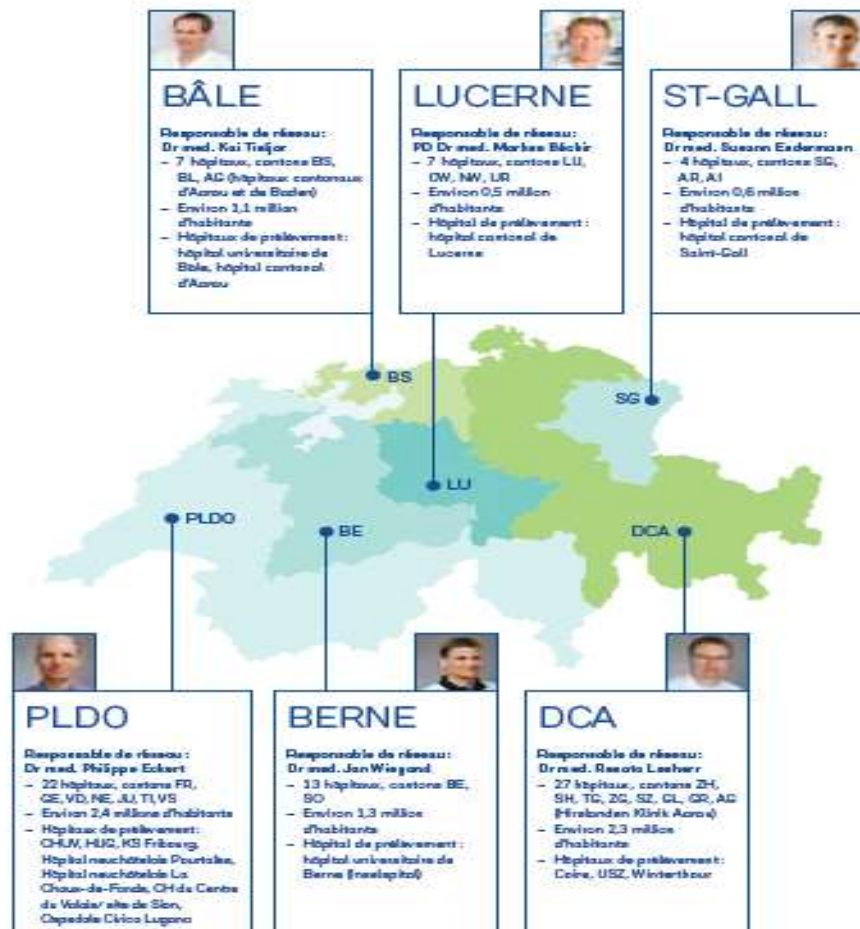 BÂLE
Responsable de réseau :
Dr med. Kai Tisljar
– 7 hôpitaux, cantons BS,
BL, AG (hôpitaux cantonaux
d'Aarau et de Baden)
– Environ 1,1 million
d'habitants
– Hôpitaux de prélèvement :
hôpital universitaire de
Bâle, hôpital cantonal
d'Aarau
LUCERNE
Responsable de réseau :
PD Dr med. Markus Béchir
– 7 hôpitaux, cantons LU,
OW, NW, UR
– Environ 0,5 million
d'habitants
– Hôpital de prélèvement :
hôpital cantonal de
Lucerne
ST-GALL
Responsable de réseau :
Dr med. Susann Endermann
– 4 hôpitaux, cantons SG,
AR, AI
– Environ 0,6 million
d'habitants
– Hôpital de prélèvement :
hôpital cantonal de
Saint-Gall
BS
SG
LU
PLDO
BE
DCA
PLDO
Responsable de réseau :
Dr med. Philippe Eckert
– 22 hôpitaux, cantons FR,
GE, VD, NE, JU, TI, VS
– Environ 2,4 millions d'habitants
– Hôpitaux de prélèvement :
CHUV, HUG, KS Fribourg,
Hôpital neuchâtelois Pourtales,
Hôpital neuchâtelois La
Chaux-de-Fonds, CH du Centre
du Valais/ site de Sion,
Ospedale Civico Lugano
BERNE
Responsable de réseau :
Dr med. Jan Wiegand
– 13 hôpitaux, cantons BE,
SO
– Environ 1,3 million
d'habitants
– Hôpital de prélèvement :
hôpital universitaire de
Berne (Inselspital)
DCA
Responsable de réseau :
Dr med. Renato Lenherr
– 27 hôpitaux, cantons ZH,
SH, TG, ZG, SZ, GL, GR, AG
(Hirslanden Klinik Aarau)
– Environ 2,3 million
d'habitants
– Hôpitaux de prélèvement :
Coire, USZ, Winterthour